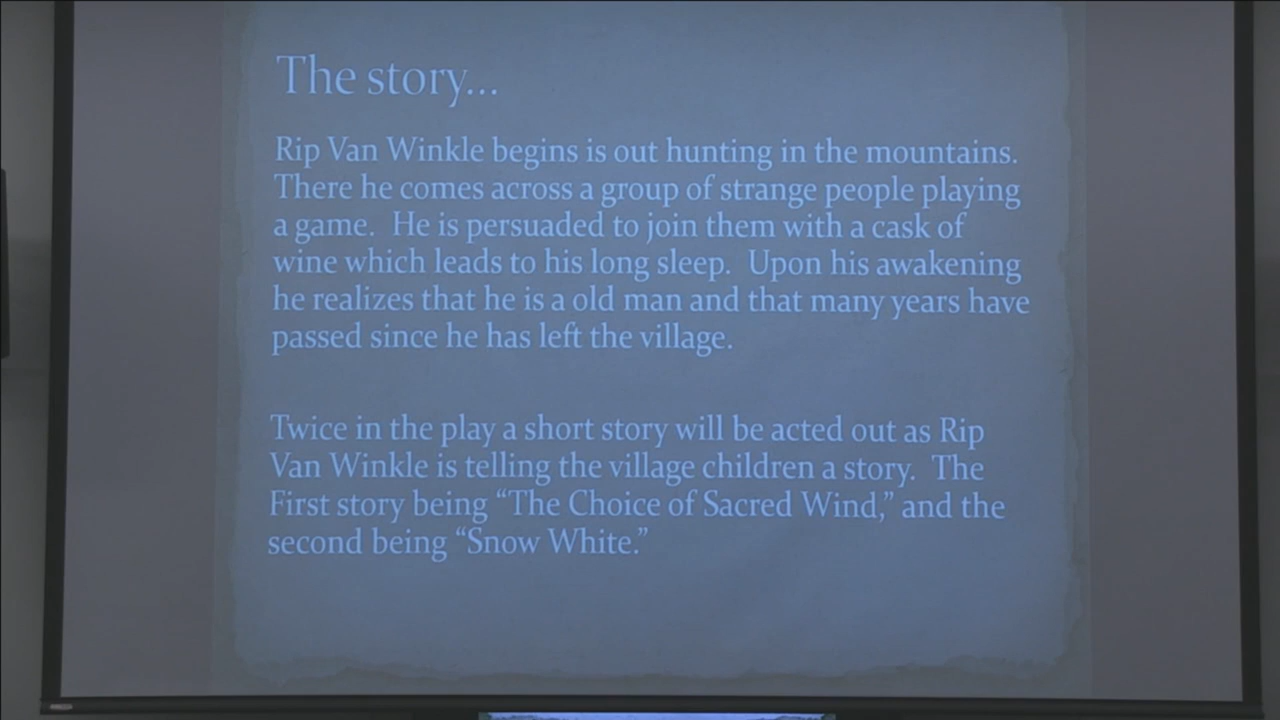 The story...
Rip Van Winkle begins is out hunting in the mountains.
There he comes across a group of strange people playing
a game.  He is persuaded to join them with a cask of
wine which leads to his long sleep.  Upon his awakening
he realizes that he is a old man and that many years have
passed since he has left the village.
Twice in the play a short story will be acted out as Rip
Van Winkle is telling the village children a story.  The
First story being “The Choice of Sacred Wind,” and the
second being “Snow White.”